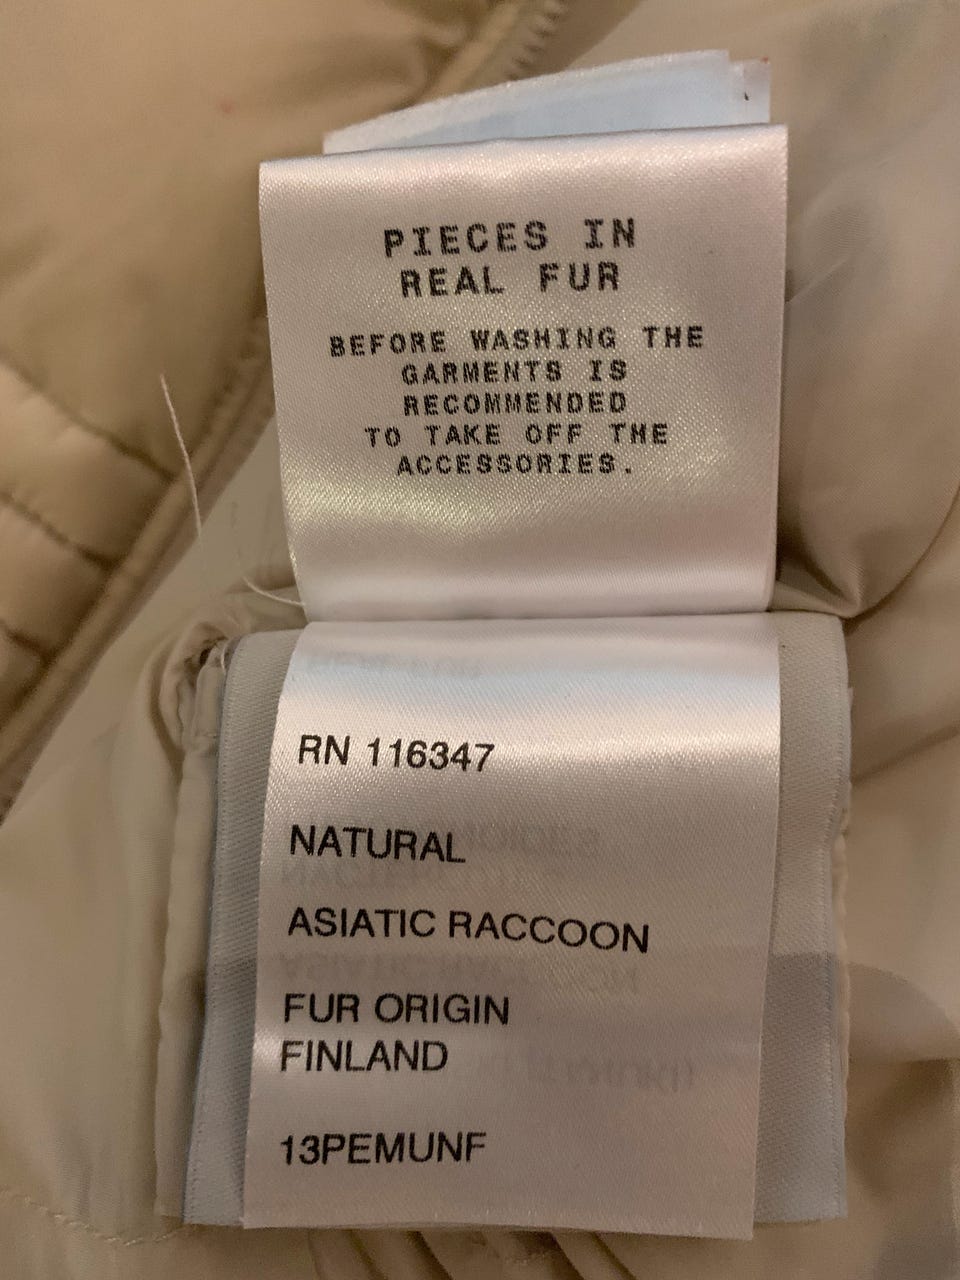 PIECES IN
REAL FUR
BEFORE WASHING THE
GARMENTS IS
RECOMMENDED
TO TAKE OFF THE
ACCESSORIES.
RN 116347
NATURAL
ASIATIC RACCOON
FUR ORIGIN
FINLAND
13PEMUNF